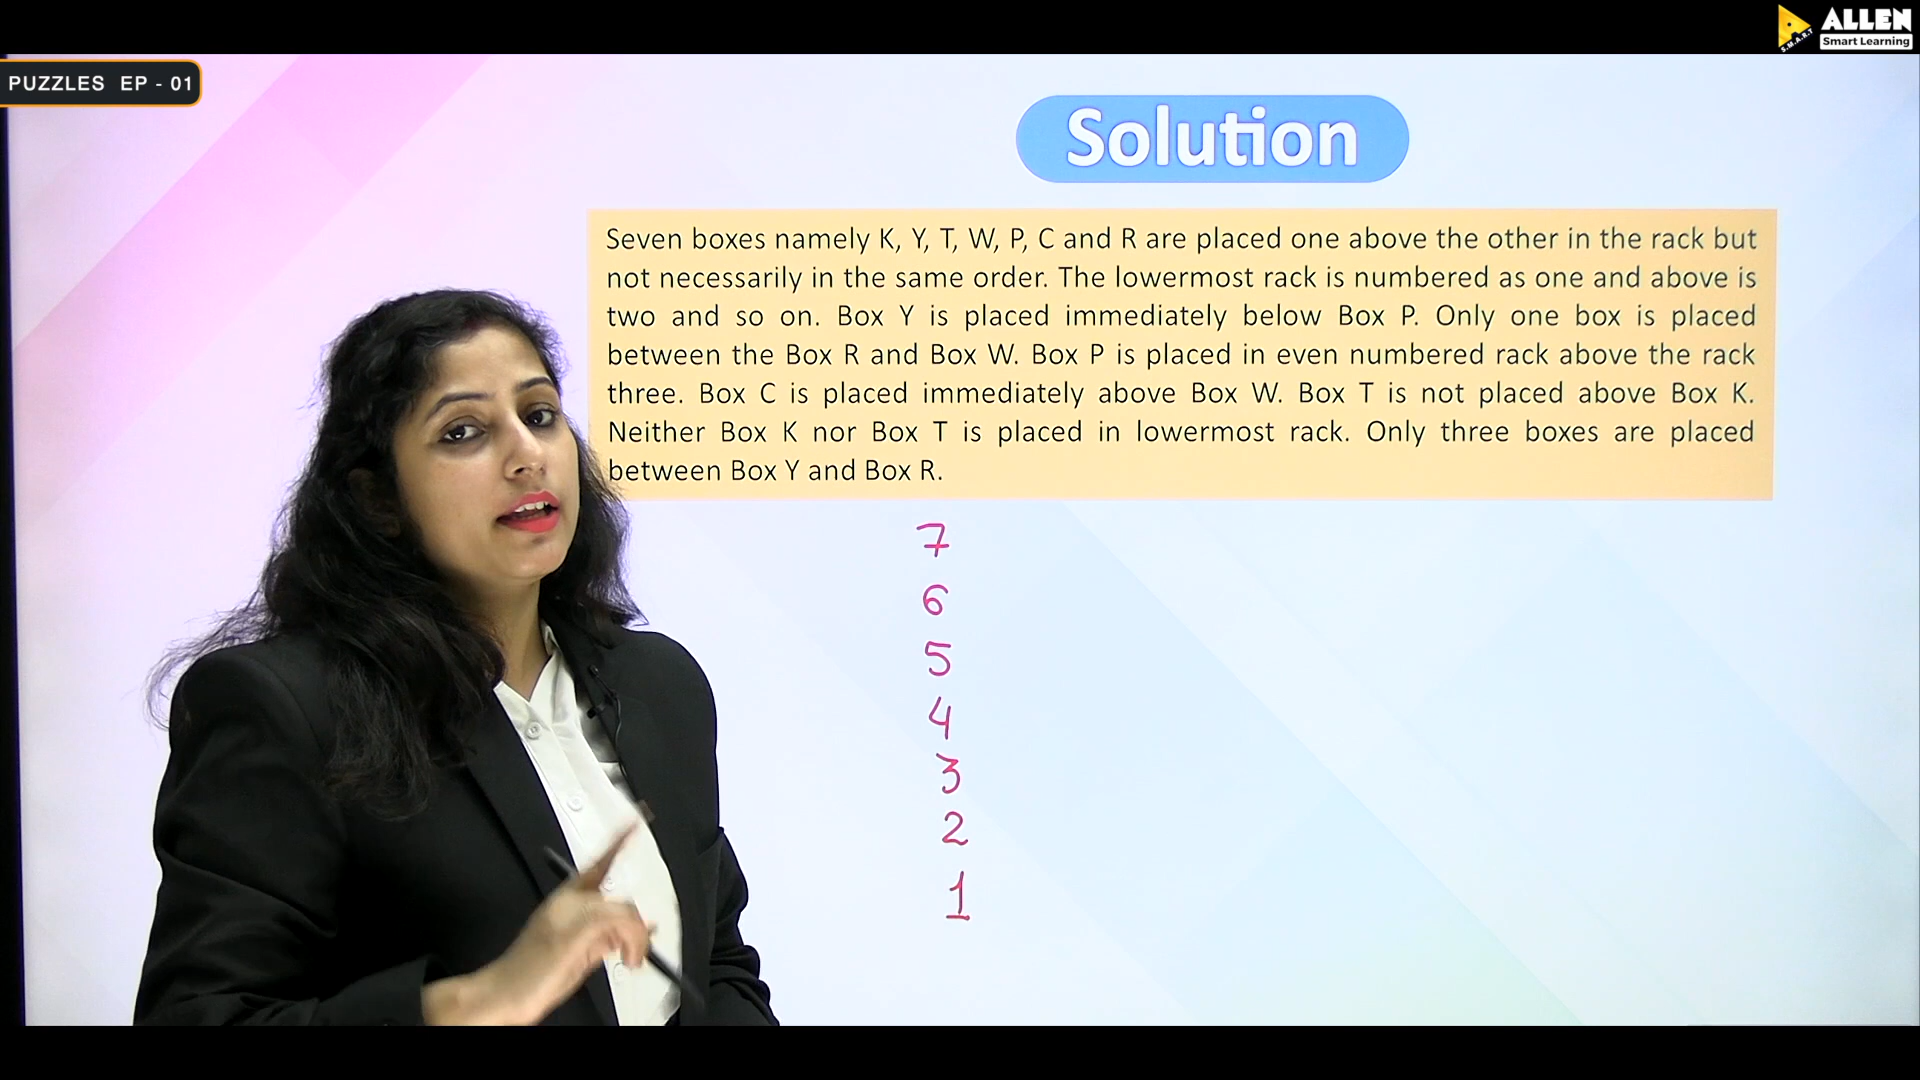 ALLEN
S.M.A.R.T
Smart Learning
PUZZLES EP - 01
Solution
Seven boxes namely K, Y, T, W, P, C and R are placed one above the other in the rack but
not necessarily in the same order. The lowermost rack is numbered as one and above is
two and so on. Box Y is placed immediately below Box P. Only one box is placed
between the Box R and Box W. Box P is placed in even numbered rack above the rack
three. Box C is placed immediately above Box W. Box T is not placed above Box K.
Neither Box K nor Box T is placed in lowermost rack. Only three boxes are placed
between Box Y and Box R.
7
6
5
4
3
2
1